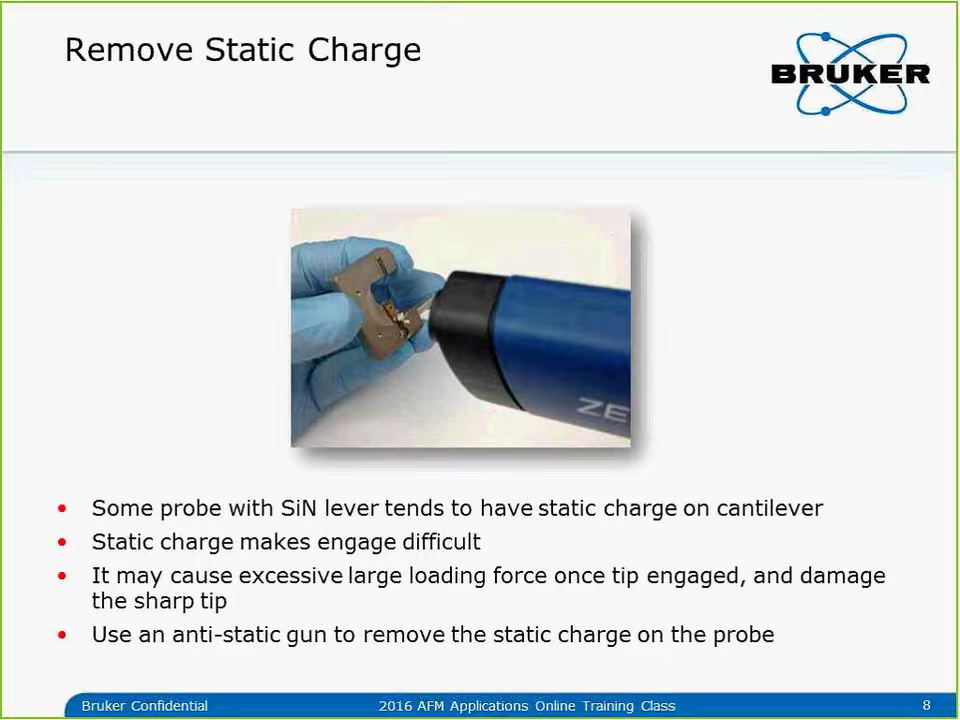 Remove Static Charge
BRUKER
ZE
Some probe with SiN lever tends to have static charge on cantilever
Static charge makes engage difficult
It may cause excessive large loading force once tip engaged, and damage
the sharp tip
Use an anti-static gun to remove the static charge on the probe
Bruker Confidential
2016 AFM Applications Online Training Class
8